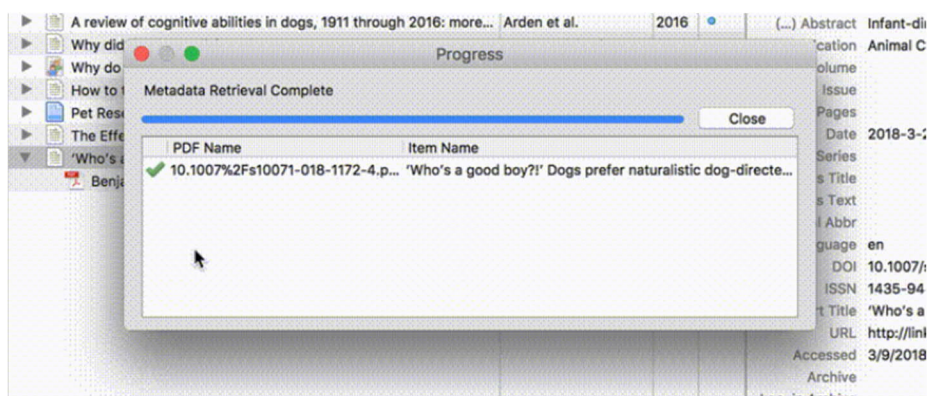 A review of cognitive abilities in dogs, 1911 through 2016: more... Arden et al. 2016 (...) Abstract Infant-di
Why did Progress cation Animal C
Why do olume
How to Metadata Retrieval Complete Issue
Pet Rese Close Pages
The Effe Date 2018-3-2
PDF Name Item Name Series
'Who's a 10.1007%2Fs10071-018-1172-4.p... 'Who's a good boy?!' Dogs prefer naturalistic dog-directe... s Title
Benja s Text
l Abbr
guage en
DOI 10.1007/s
ISSN 1435-94
rt Title 'Who's a
URL http://link
Accessed 3/9/2018
Archive